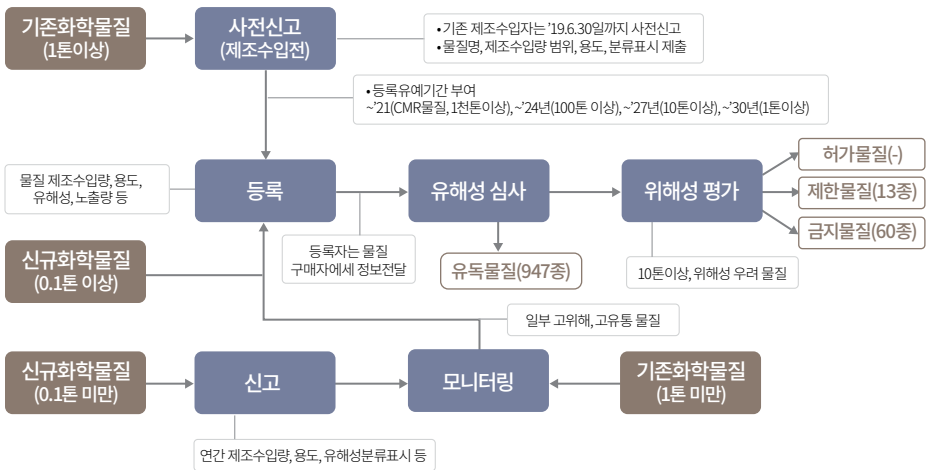 기존화학물질
(1톤이상)
사전신고
(제조수입전)
•기존 제조수입자는 ’19.6.30일까지 사전신고
•물질명, 제조수입량 범위, 용도, 분류표시 제출
•등록유예기간 부여
~’21(CMR물질, 1천톤이상), ~’24년(100톤 이상), ~’27년(10톤이상), ~’30년(1톤이상)
물질 제조수입량, 용도,
유해성, 노출량 등
등록
유해성 심사
위해성 평가
허가물질(-)
제한물질(13종)
금지물질(60종)
등록자는 물질
구매자에서 정보전달
유독물질(947종)
10톤이상, 위해성 우려 물질
신규화학물질
(0.1톤 이상)
일부 고위해, 고유통 물질
신규화학물질
(0.1톤 미만)
신고
모니터링
기존화학물질
(1톤 미만)
연간 제조수입량, 용도, 유해성분류표시 등